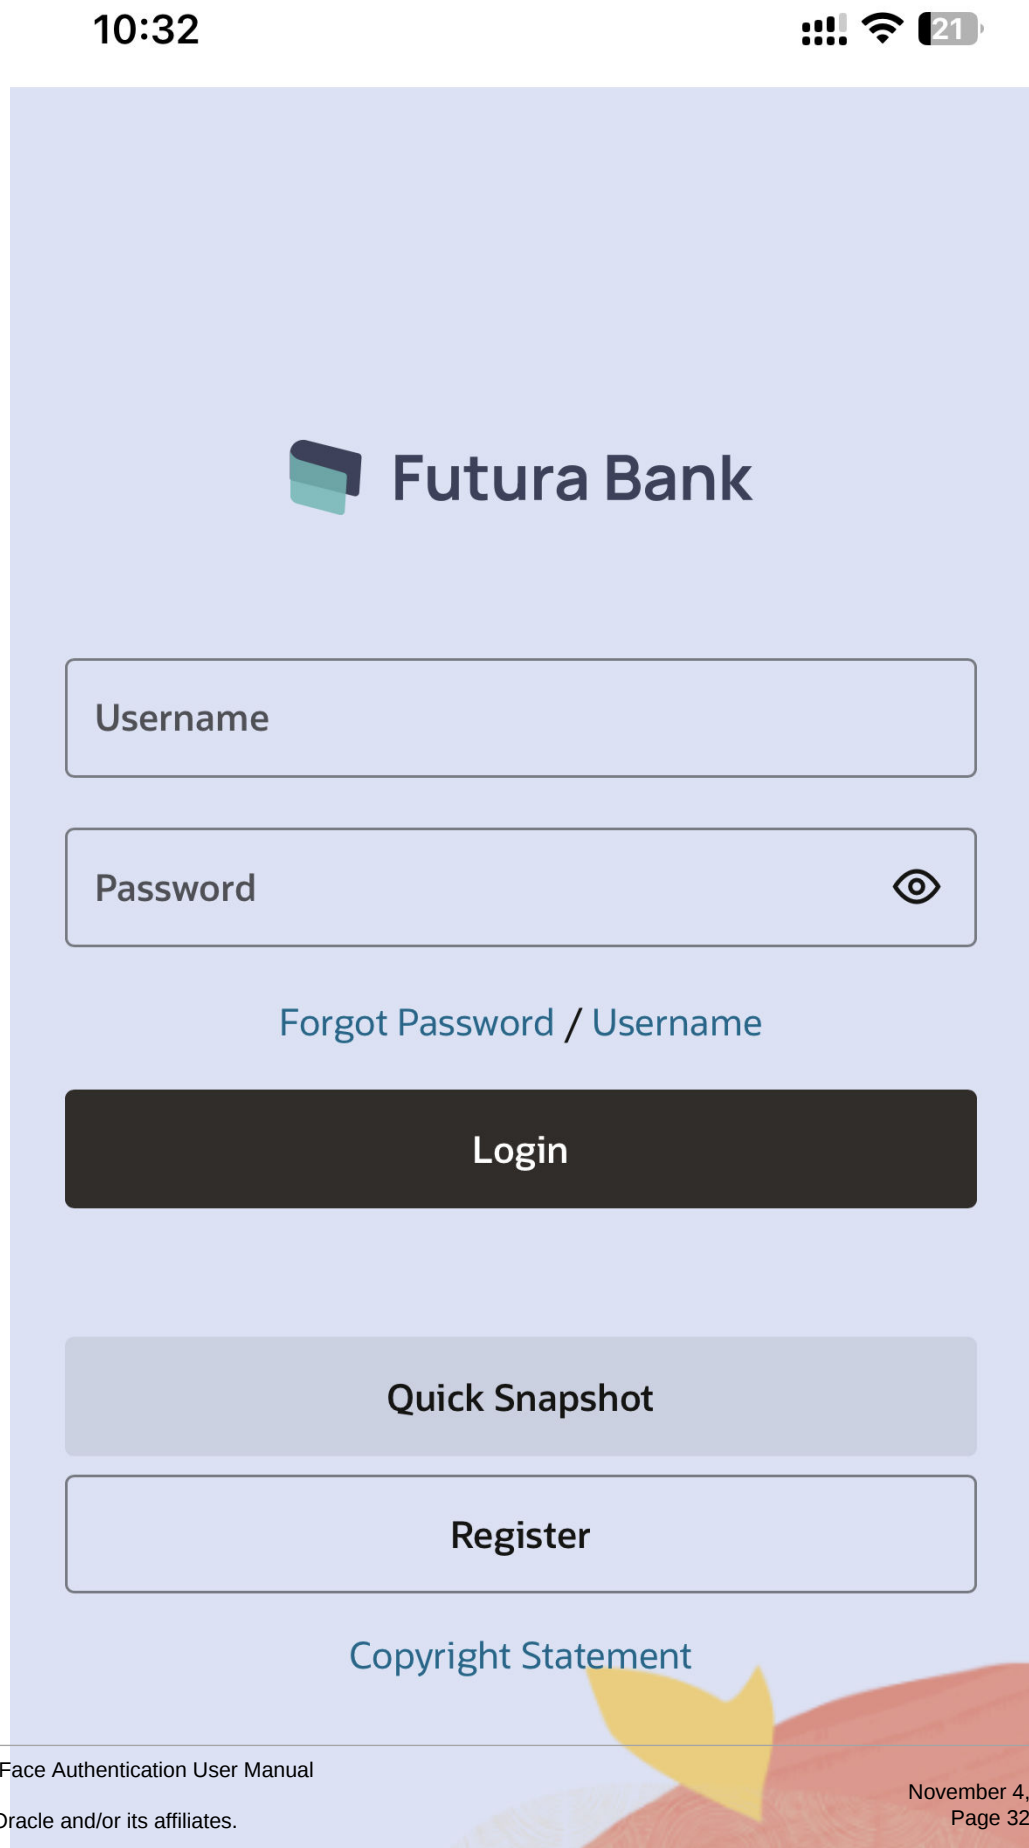 10:32
21
Futura Bank
Username
Password
Forgot Password / Username
Login
Quick Snapshot
Register
Copyright Statement
Face Authentication User Manual
November 4,
Oracle and/or its affiliates.
Page 32